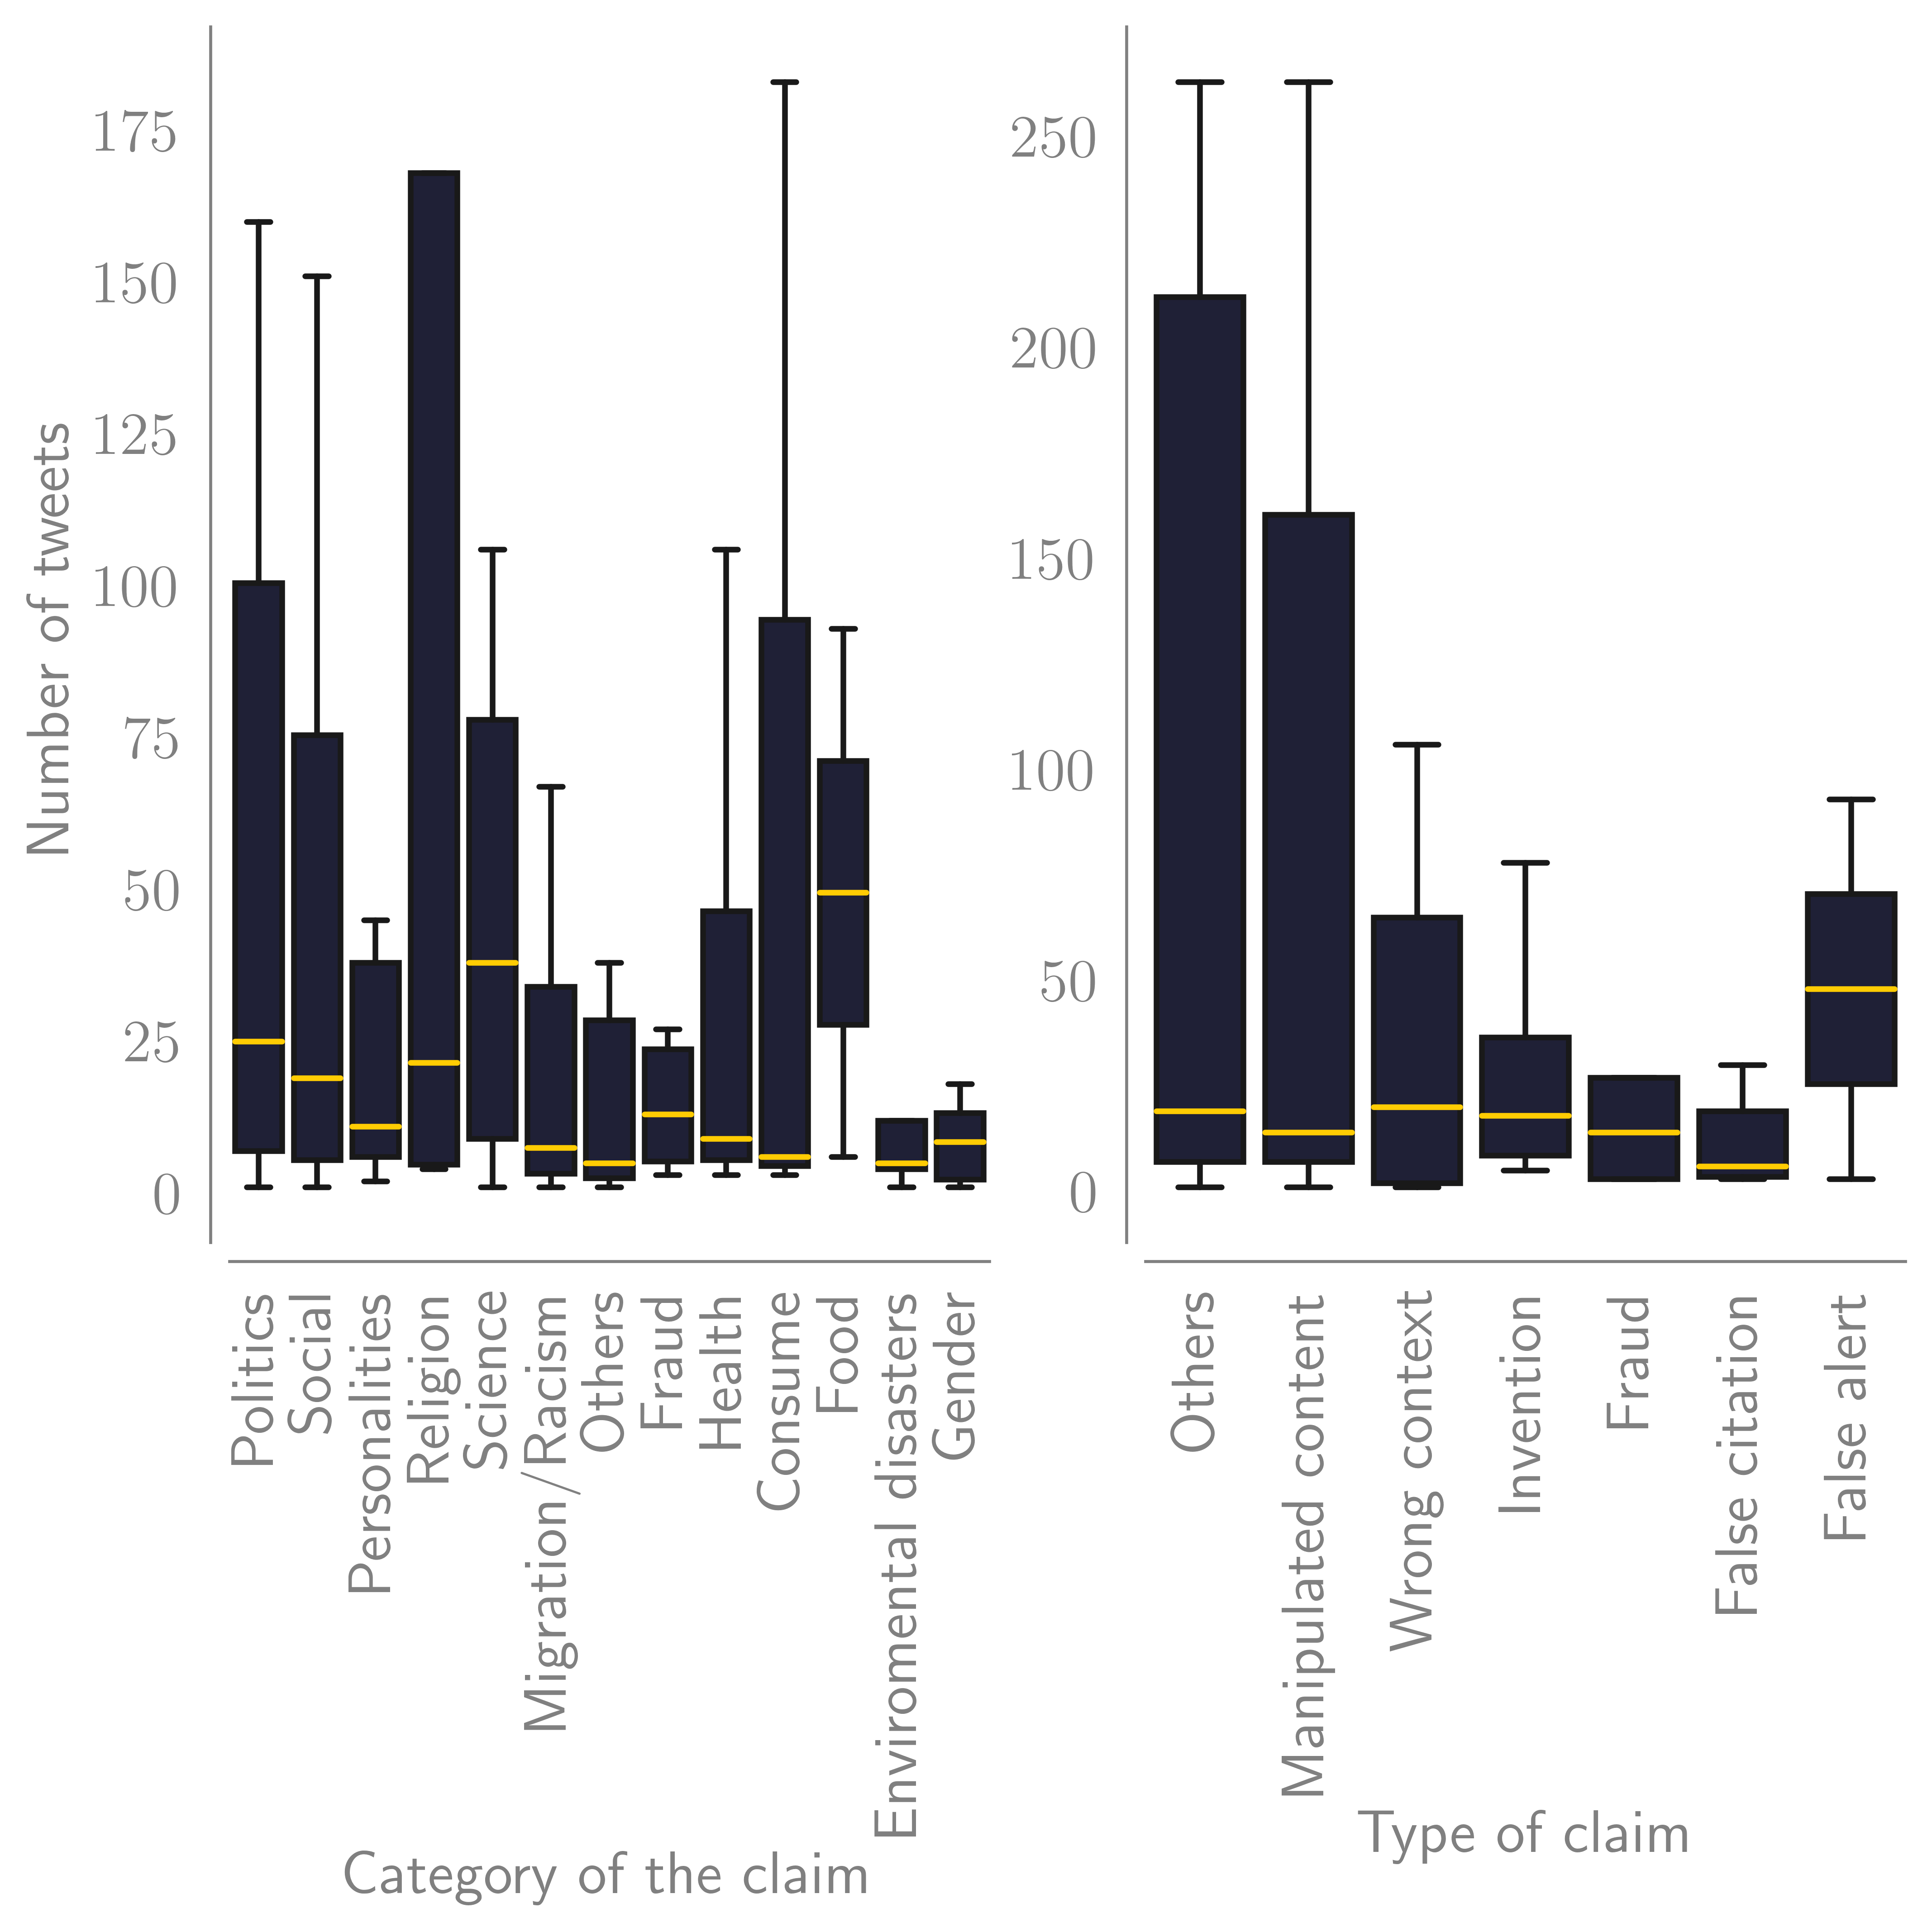 Number of tweets
175
150
125
100
75
50
25
0
Politics
Social
Personalities
Religion
Science
Migration/Racism
Others
Fraud
Health
Consume
Food
Enviromental disasters
Gender
Category of the claim
250
200
150
100
50
0
Others
Manipulated content
Wrong context
Invention
Fraud
False citation
False alert
Type of claim